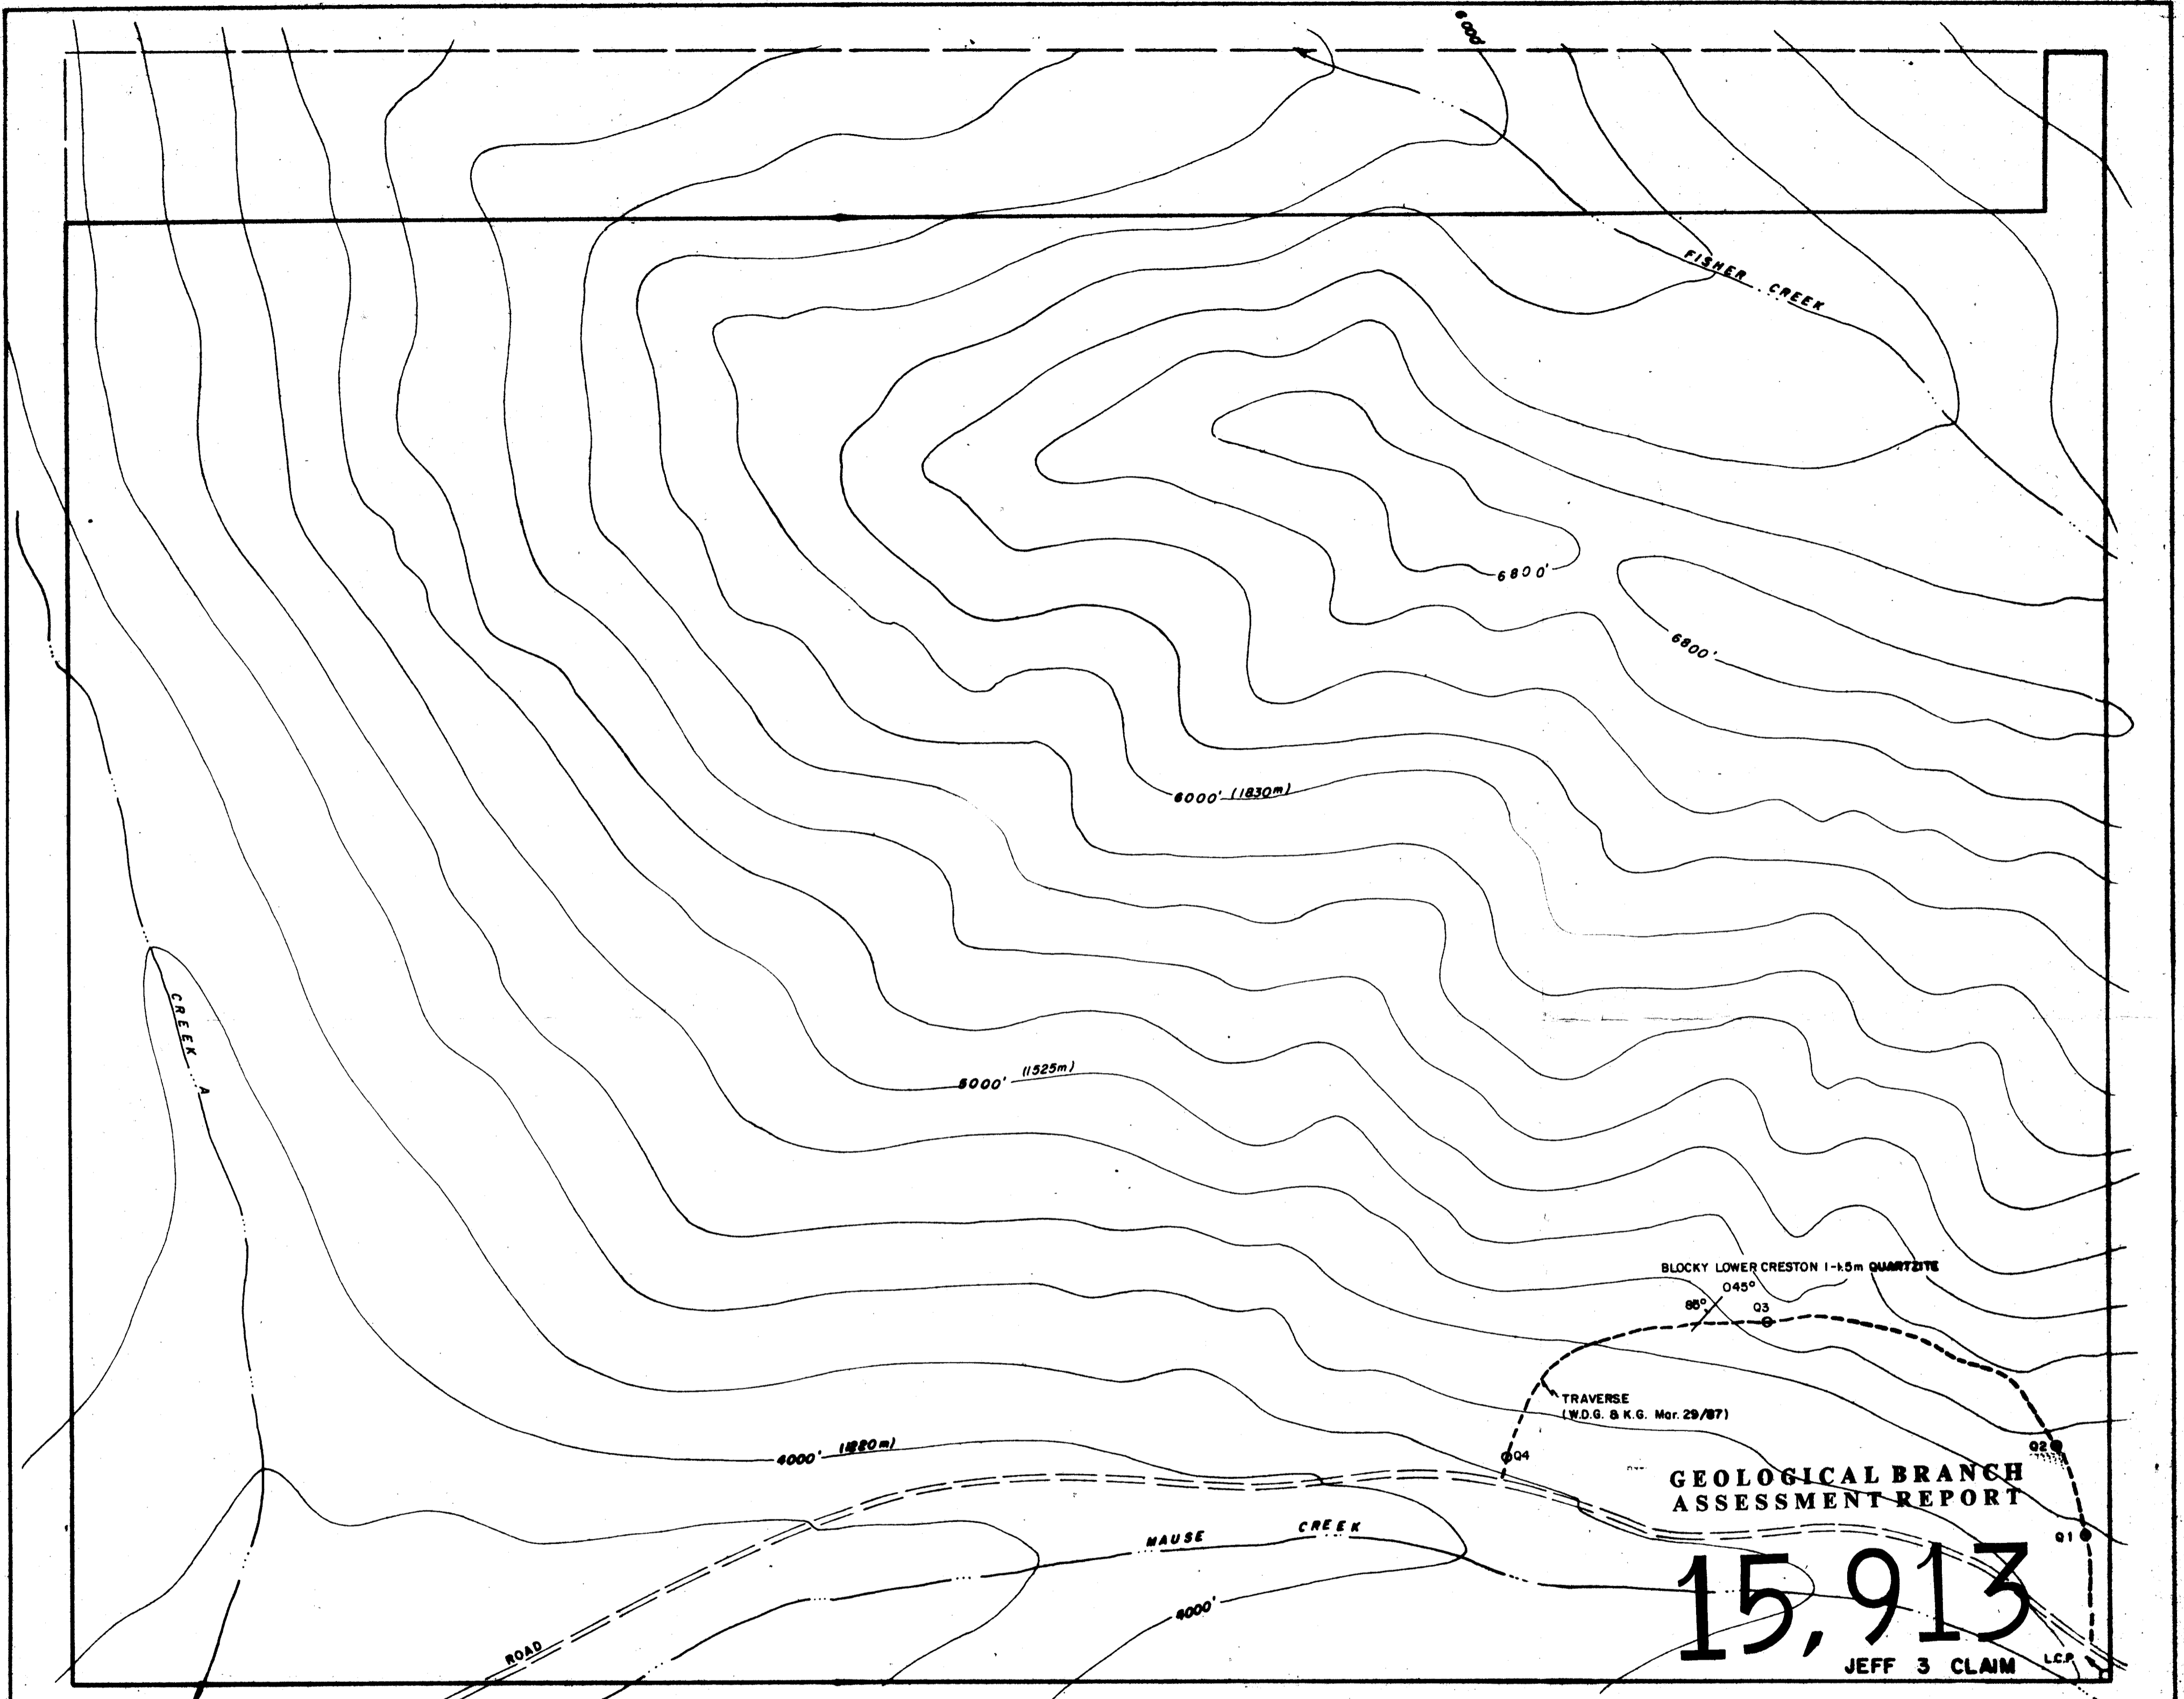 6000'
FISHER CREEK
6800'
6800'
6000' (1830m)
CREEK A
5000' (1525m)
BLOCKY LOWER CRESTON 1-1.5m QUARTZITE
045°
85°
Q3
TRAVERSE
(W.D.G. & K.G. Mar. 29/87)
4000' (1220m)
Q4
Q2
GEOLOGICAL BRANCH
ASSESSMENT REPORT
MAUSE CREEK
Q1
15,913
4000'
ROAD
L.C.P.
JEFF 3 CLAIM